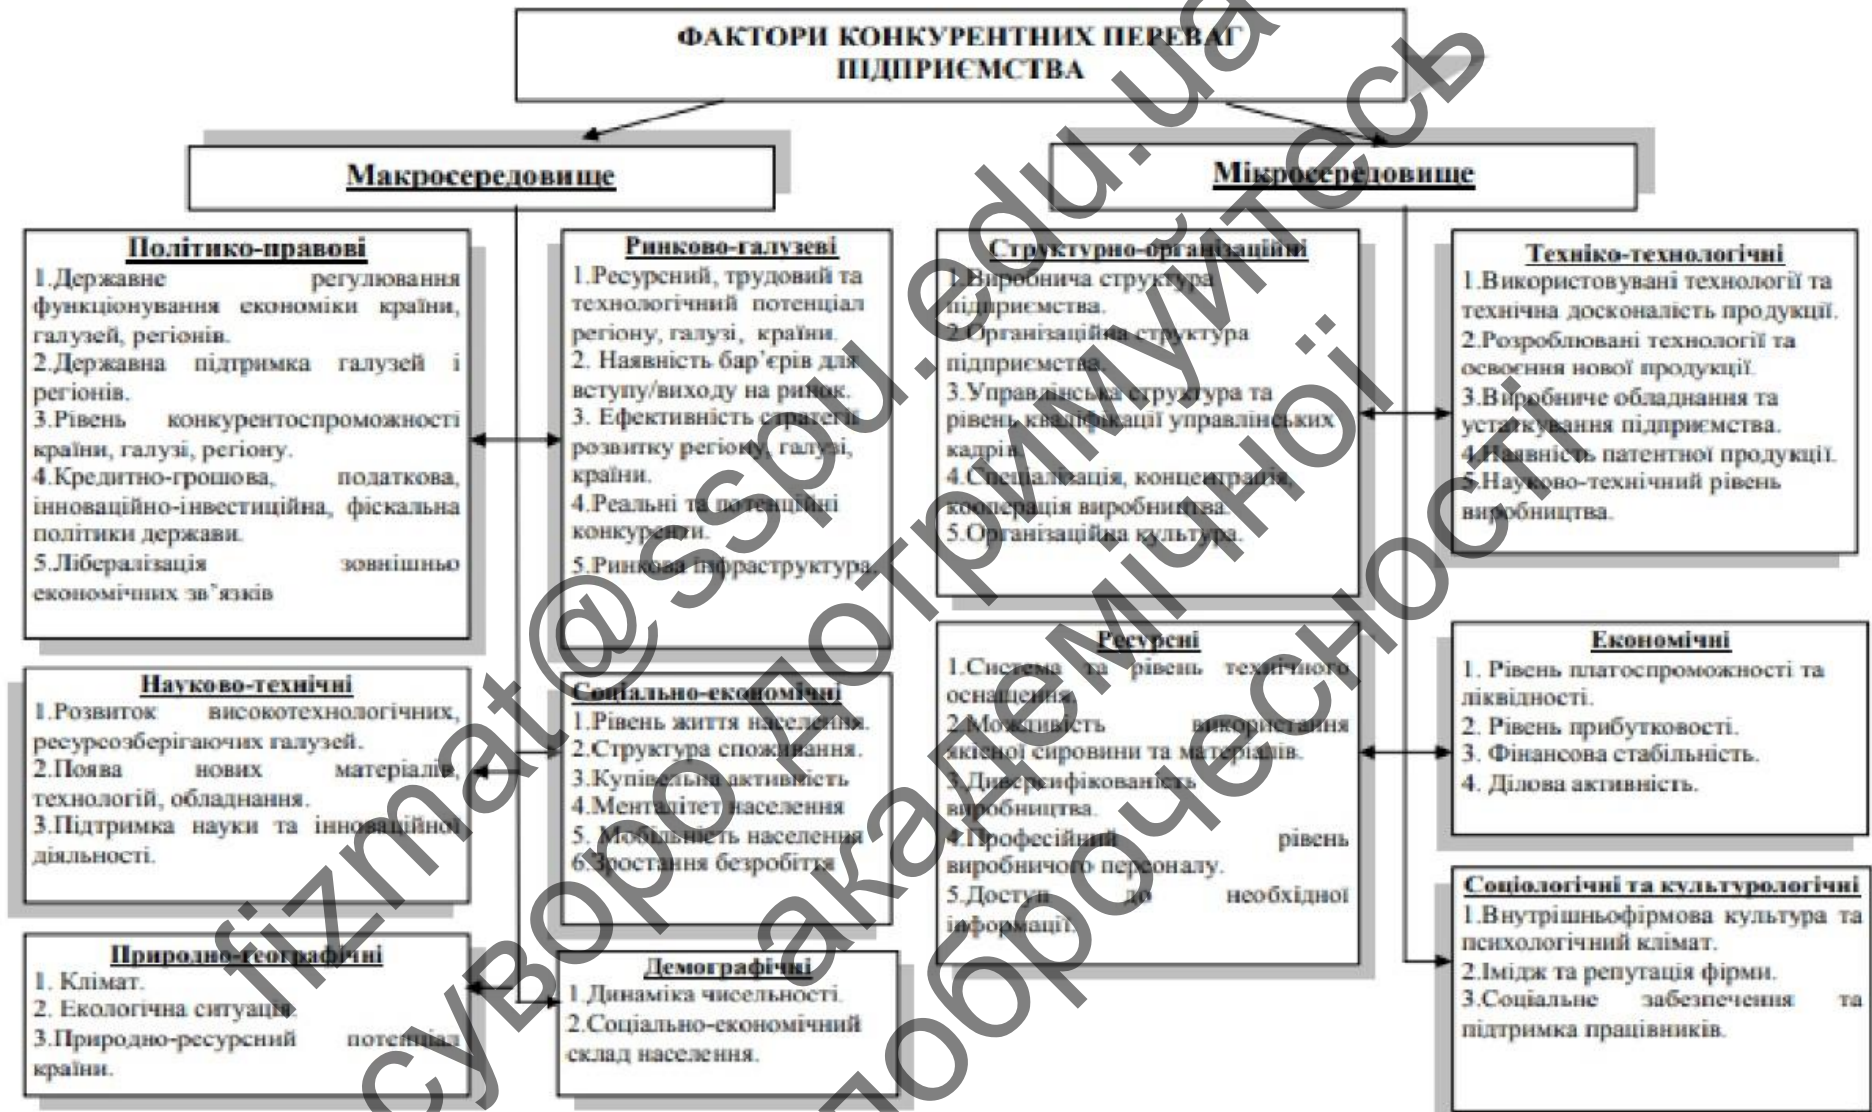 ФАКТОРИ КОНКУРЕНТНИХ ПЕРЕВАГ
ПІДПРИЄМСТВА
Макросередовище
Мікросередовище
Політико-правові
1.Державне регулювання
функціонування економіки країни,
галузей, регіонів.
2.Державна підтримка галузей і
регіонів.
3.Рівень конкурентоспроможності
країни, галузі, регіону.
4.Кредитно-грошова, податкова,
інноваційно-інвестиційна, фіскальна
політики держави.
5.Лібералізація зовнішньо
економічних зв’язків
Ринково-галузеві
1.Ресурсний, трудовий та
технологічний потенціал
регіону, галузі, країни.
2. Наявність бар’єрів для
вступу/виходу на ринок.
3. Ефективність стратегії
розвитку регіону, галузі,
країни.
4.Реальні та потенційні
конкуренти.
5.Ринкова інфраструктура.
Структурно-організаційні
1.Виробнича структура
підприємства.
2.Організаційна структура
підприємства.
3.Управлінська структура та
рівень кваліфікації управлінських
кадрів.
4.Спеціалізація, концентрація,
кооперація виробництва.
5.Організаційна культура.
Техніко-технологічні
1.Використовувані технології та
технічна досконалість продукції.
2.Розроблювані технології та
освоєння нової продукції.
3.Виробниче обладнання та
устаткування підприємства.
4.Наявність патентної продукції.
5.Науково-технічний рівень
виробництва.
Науково-технічні
1.Розвиток високотехнологічних,
ресурсозберігаючих галузей.
2.Поява нових матеріалів,
технологій, обладнання.
3.Підтримка науки та інноваційної
діяльності.
Соціально-економічні
1.Рівень життя населення.
2.Структура споживання.
3.Купівельна активність
4.Менталітет населення
5. Мобільність населення
6.Зростання безробіття
Ресурсні
1.Система та рівень технічного
оснащення.
2.Можливість використання
якісної сировини та матеріалів.
3.Диверсифікованість
виробництва.
4.Професійний рівень
виробничого персоналу.
5.Доступ до необхідної
інформації.
Економічні
1. Рівень платоспроможності та
ліквідності.
2. Рівень прибутковості.
3. Фінансова стабільність.
4. Ділова активність.
Природно-географічні
1. Клімат.
2. Екологічна ситуація.
3.Природно-ресурсний потенціал
країни.
Демографічні
1.Динаміка чисельності.
2.Соціально-економічний
склад населення.
Соціологічні та культурологічні
1.Внутрішньофірмова культура та
психологічний клімат.
2.Імідж та репутація фірми.
3.Соціальне забезпечення та
підтримка працівників.
fizmat@sspu.edu.ua
суворо дотримуйтесь
академічної
доброчесності